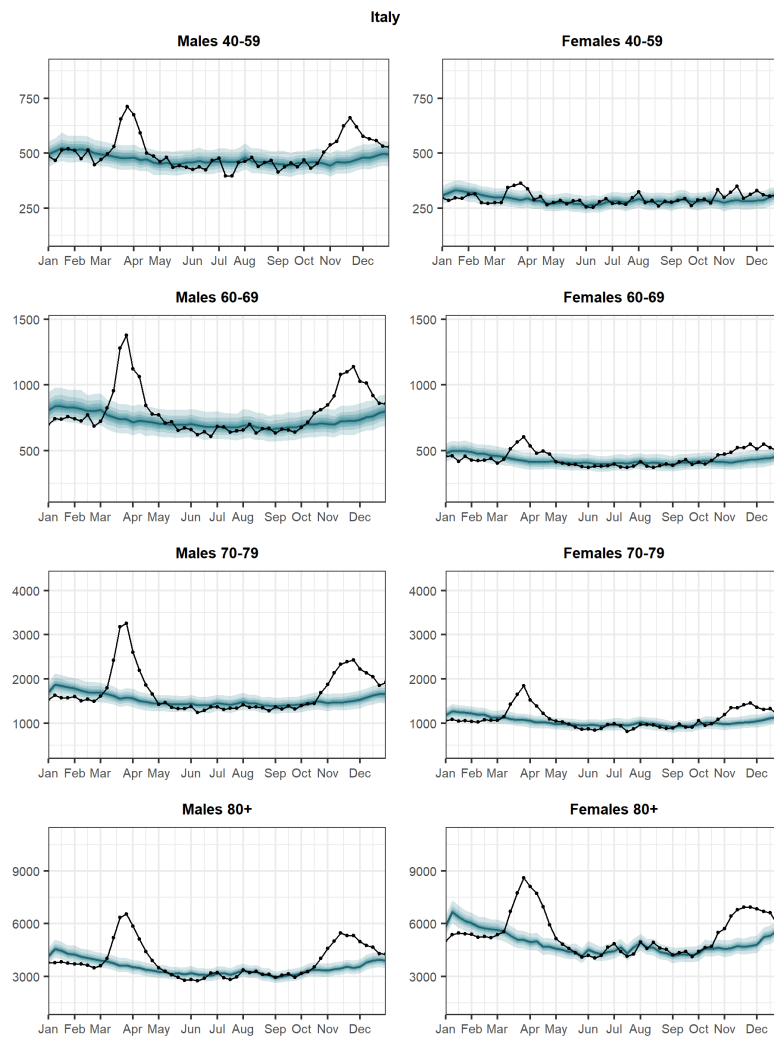 Italy
Males 40-59
Females 40-59
750
500
250
Jan Feb Mar Apr May Jun Jul Aug Sep Oct Nov Dec
750
500
250
Jan Feb Mar Apr May Jun Jul Aug Sep Oct Nov Dec
Males 60-69
Females 60-69
1500
1000
500
Jan Feb Mar Apr May Jun Jul Aug Sep Oct Nov Dec
1500
1000
500
Jan Feb Mar Apr May Jun Jul Aug Sep Oct Nov Dec
Males 70-79
Females 70-79
4000
3000
2000
1000
Jan Feb Mar Apr May Jun Jul Aug Sep Oct Nov Dec
4000
3000
2000
1000
Jan Feb Mar Apr May Jun Jul Aug Sep Oct Nov Dec
Males 80+
Females 80+
9000
6000
3000
Jan Feb Mar Apr May Jun Jul Aug Sep Oct Nov Dec
9000
6000
3000
Jan Feb Mar Apr May Jun Jul Aug Sep Oct Nov Dec